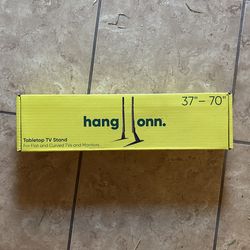 37"– 70"
hang onn.
Tabletop TV Stand
For Flat and Curved TVs and Monitors